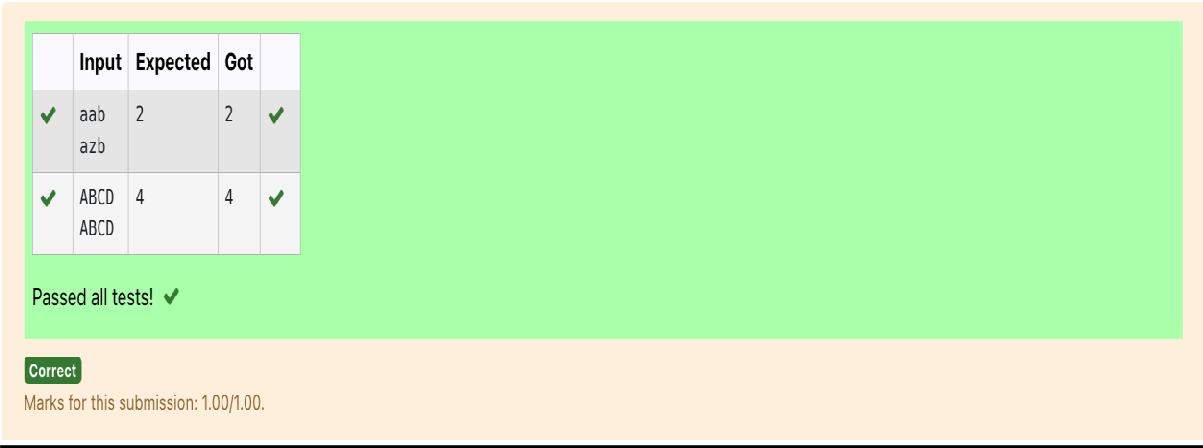 Input Expected Got
aab 2 2
azb
ABCD 4 4
ABCD
Passed all tests!
Correct
Marks for this submission: 1.00/1.00.